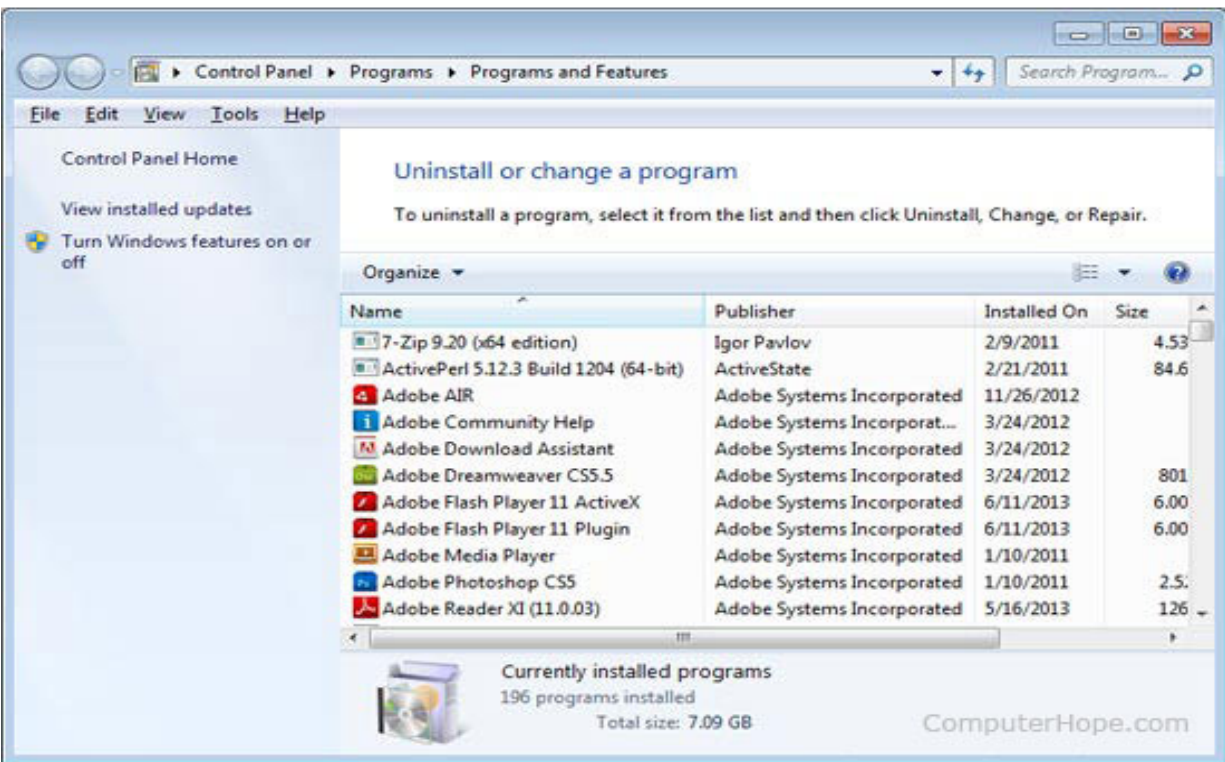 Control Panel Programs Programs and Features Search Program...
File Edit View Tools Help
Control Panel Home
View installed updates
Turn Windows features on or
off
Uninstall or change a program
To uninstall a program, select it from the list and then click Uninstall, Change, or Repair.
Organize
Name Publisher Installed On Size
7-Zip 9.20 (x64 edition) Igor Pavlov 2/9/2011 4.53
ActivePerl 5.12.3 Build 1204 (64-bit) ActiveState 2/21/2011 84.6
Adobe AIR Adobe Systems Incorporated 11/26/2012
Adobe Community Help Adobe Systems Incorporat... 3/24/2012
Adobe Download Assistant Adobe Systems Incorporated 3/24/2012
Adobe Dreamweaver CS5.5 Adobe Systems Incorporated 3/24/2012 801
Adobe Flash Player 11 ActiveX Adobe Systems Incorporated 6/11/2013 6.00
Adobe Flash Player 11 Plugin Adobe Systems Incorporated 6/11/2013 6.00
Adobe Media Player Adobe Systems Incorporated 1/10/2011
Adobe Photoshop CS5 Adobe Systems Incorporated 1/10/2011 2.5
Adobe Reader XI (11.0.03) Adobe Systems Incorporated 5/16/2013 126
Currently installed programs
196 programs installed
Total size: 7.09 GB
ComputerHope.com